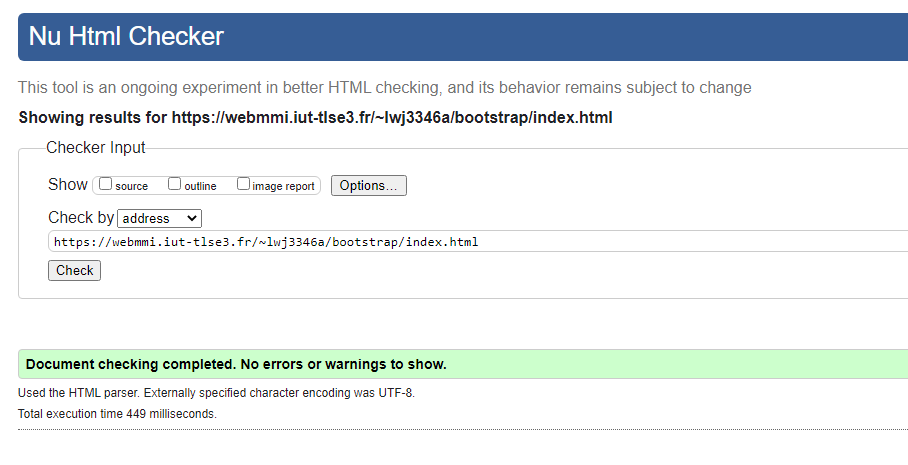 Nu Html Checker
This tool is an ongoing experiment in better HTML checking, and its behavior remains subject to change
Showing results for https://webmmi.iut-tlse3.fr/~lwj3346a/bootstrap/index.html
Checker Input
Show source outline image report Options...
Check by address
https://webmmi.iut-tlse3.fr/~lwj3346a/bootstrap/index.html
Check
Document checking completed. No errors or warnings to show.
Used the HTML parser. Externally specified character encoding was UTF-8.
Total execution time 449 milliseconds.